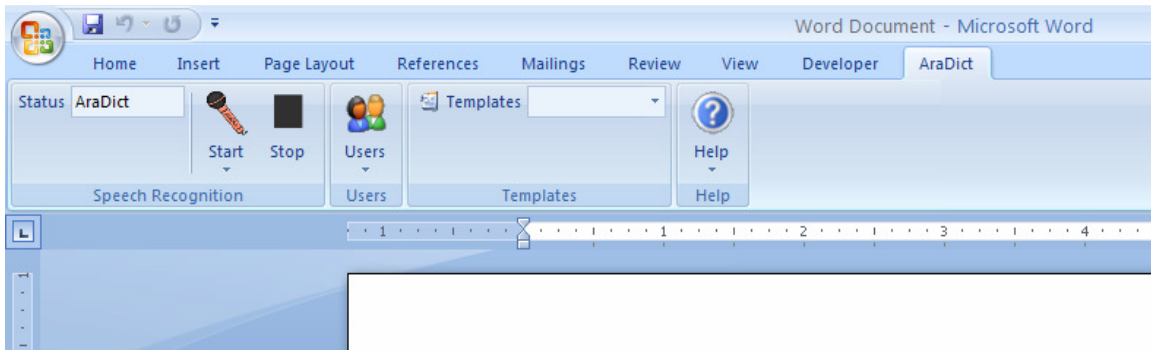 Word Document - Microsoft Word
Home Insert Page Layout References Mailings Review View Developer AraDict
Status AraDict Templates
Start Stop Users Help
Speech Recognition Users Templates Help
L 1 1 2 3 4
1